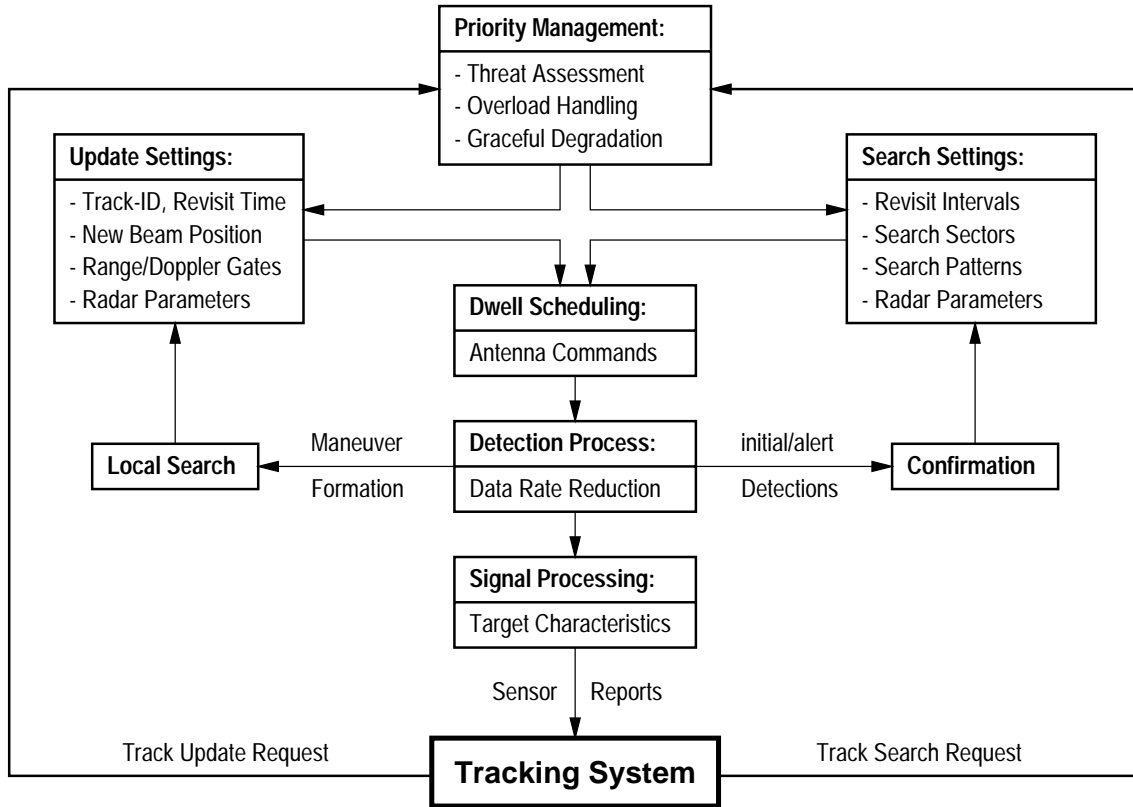 Priority Management:
- Threat Assessment
- Overload Handling
- Graceful Degradation
Update Settings:
- Track-ID, Revisit Time
- New Beam Position
- Range/Doppler Gates
- Radar Parameters
Search Settings:
- Revisit Intervals
- Search Sectors
- Search Patterns
- Radar Parameters
Dwell Scheduling:
Antenna Commands
Local Search
Maneuver
Formation
Detection Process:
Data Rate Reduction
initial/alert
Detections
Confirmation
Signal Processing:
Target Characteristics
Sensor Reports
Track Update Request
Tracking System
Track Search Request